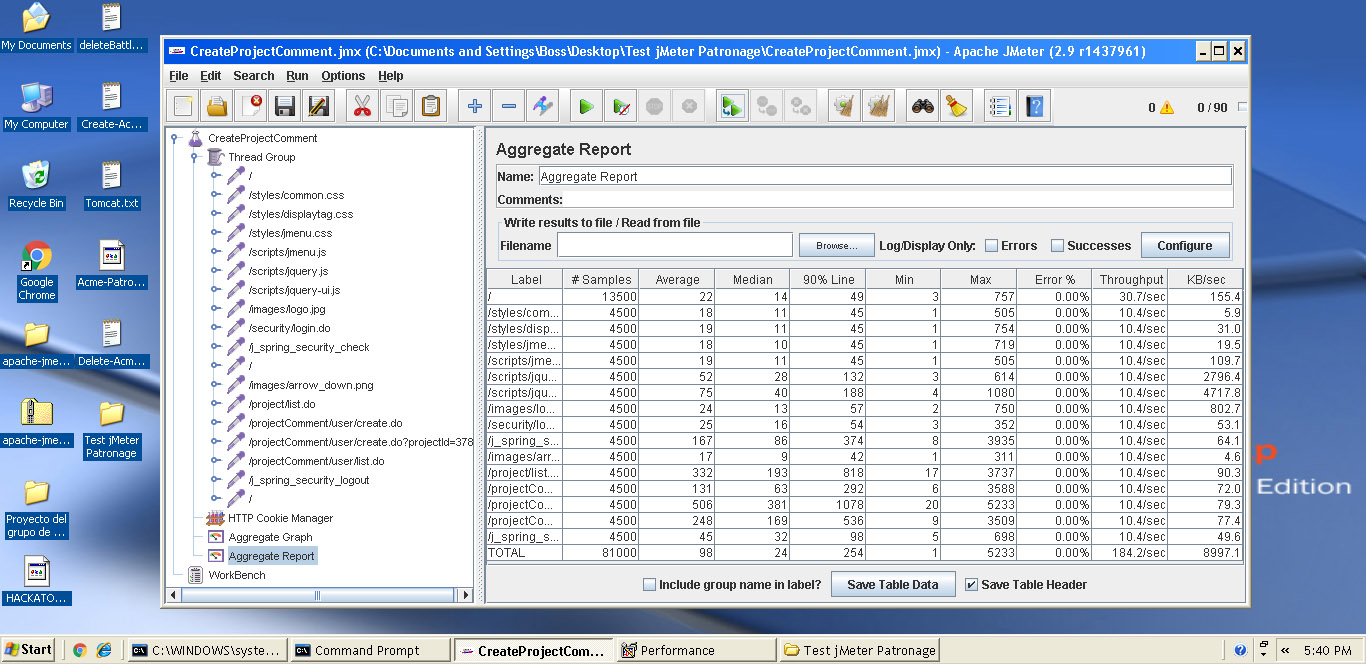 My Documents
deleteBattl...
My Computer
Create-Ac...
Recycle Bin
Tomcat.txt
Google
Chrome
Acme-Patro...
apache-jme...
Delete-Acm...
apache-jme...
Test jMeter
Patronage
Proyecto del
grupo de ...
HACKATO...
CreateProjectComment.jmx (C:\Documents and Settings\Boss\Desktop\Test jMeter Patronage\CreateProjectComment.jmx) - Apache JMeter (2.9 r1437961)
File Edit Search Run Options Help
0 0 / 90
CreateProjectComment
Thread Group
/
/styles/common.css
/styles/displaytag.css
/styles/jmenu.css
/scripts/jmenu.js
/scripts/jquery.js
/scripts/jquery-ui.js
/images/logo.jpg
/security/login.do
/j_spring_security_check
/
/images/arrow_down.png
/project/list.do
/projectComment/user/create.do
/projectComment/user/create.do?projectId=378
/projectComment/user/list.do
/j_spring_security_logout
/
HTTP Cookie Manager
Aggregate Graph
Aggregate Report
WorkBench
Aggregate Report
Name: Aggregate Report
Comments:
Write results to file / Read from file
Filename Browse... Log/Display Only: Errors Successes Configure
Label # Samples Average Median 90% Line Min Max Error % Throughput KB/sec
/ 13500 22 14 49 3 757 0.00% 30.7/sec 155.4
/styles/com... 4500 18 11 45 1 505 0.00% 10.4/sec 5.9
/styles/disp... 4500 19 11 45 1 754 0.00% 10.4/sec 31.0
/styles/jme... 4500 18 10 45 1 719 0.00% 10.4/sec 19.5
/scripts/jme... 4500 19 11 45 1 505 0.00% 10.4/sec 109.7
/scripts/jqu... 4500 52 28 132 3 614 0.00% 10.4/sec 2796.4
/scripts/jqu... 4500 75 40 188 4 1080 0.00% 10.4/sec 4717.8
/images/lo... 4500 24 13 57 2 750 0.00% 10.4/sec 802.7
/security/lo... 4500 25 16 54 3 352 0.00% 10.4/sec 53.1
/j_spring_s... 4500 167 86 374 8 3935 0.00% 10.4/sec 64.1
/images/arr... 4500 17 9 42 1 311 0.00% 10.4/sec 4.6
/project/list.... 4500 332 193 818 17 3737 0.00% 10.4/sec 90.3
/projectCo... 4500 131 63 292 6 3588 0.00% 10.4/sec 72.0
/projectCo... 4500 506 381 1078 20 5233 0.00% 10.4/sec 79.3
/projectCo... 4500 248 169 536 9 3509 0.00% 10.4/sec 77.4
/j_spring_s... 4500 45 32 98 5 698 0.00% 10.4/sec 49.6
TOTAL 81000 98 24 254 1 5233 0.00% 184.2/sec 8997.1
Include group name in label? Save Table Data Save Table Header
p
Edition
Start C:\WINDOWS\syste... Command Prompt CreateProjectCom... Performance Test jMeter Patronage 5:40 PM